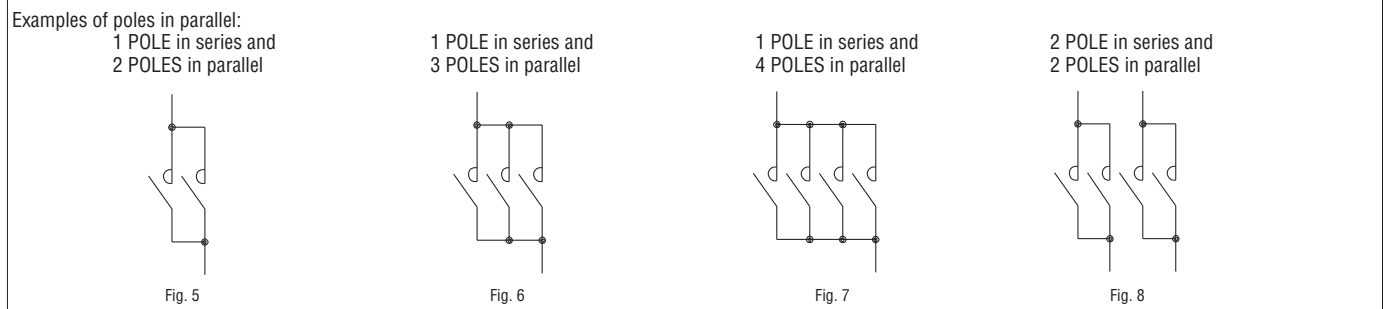 Examples of poles in parallel:
1 POLE in series and
2 POLES in parallel
1 POLE in series and
3 POLES in parallel
1 POLE in series and
4 POLES in parallel
2 POLE in series and
2 POLES in parallel
Fig. 5
Fig. 6
Fig. 7
Fig. 8